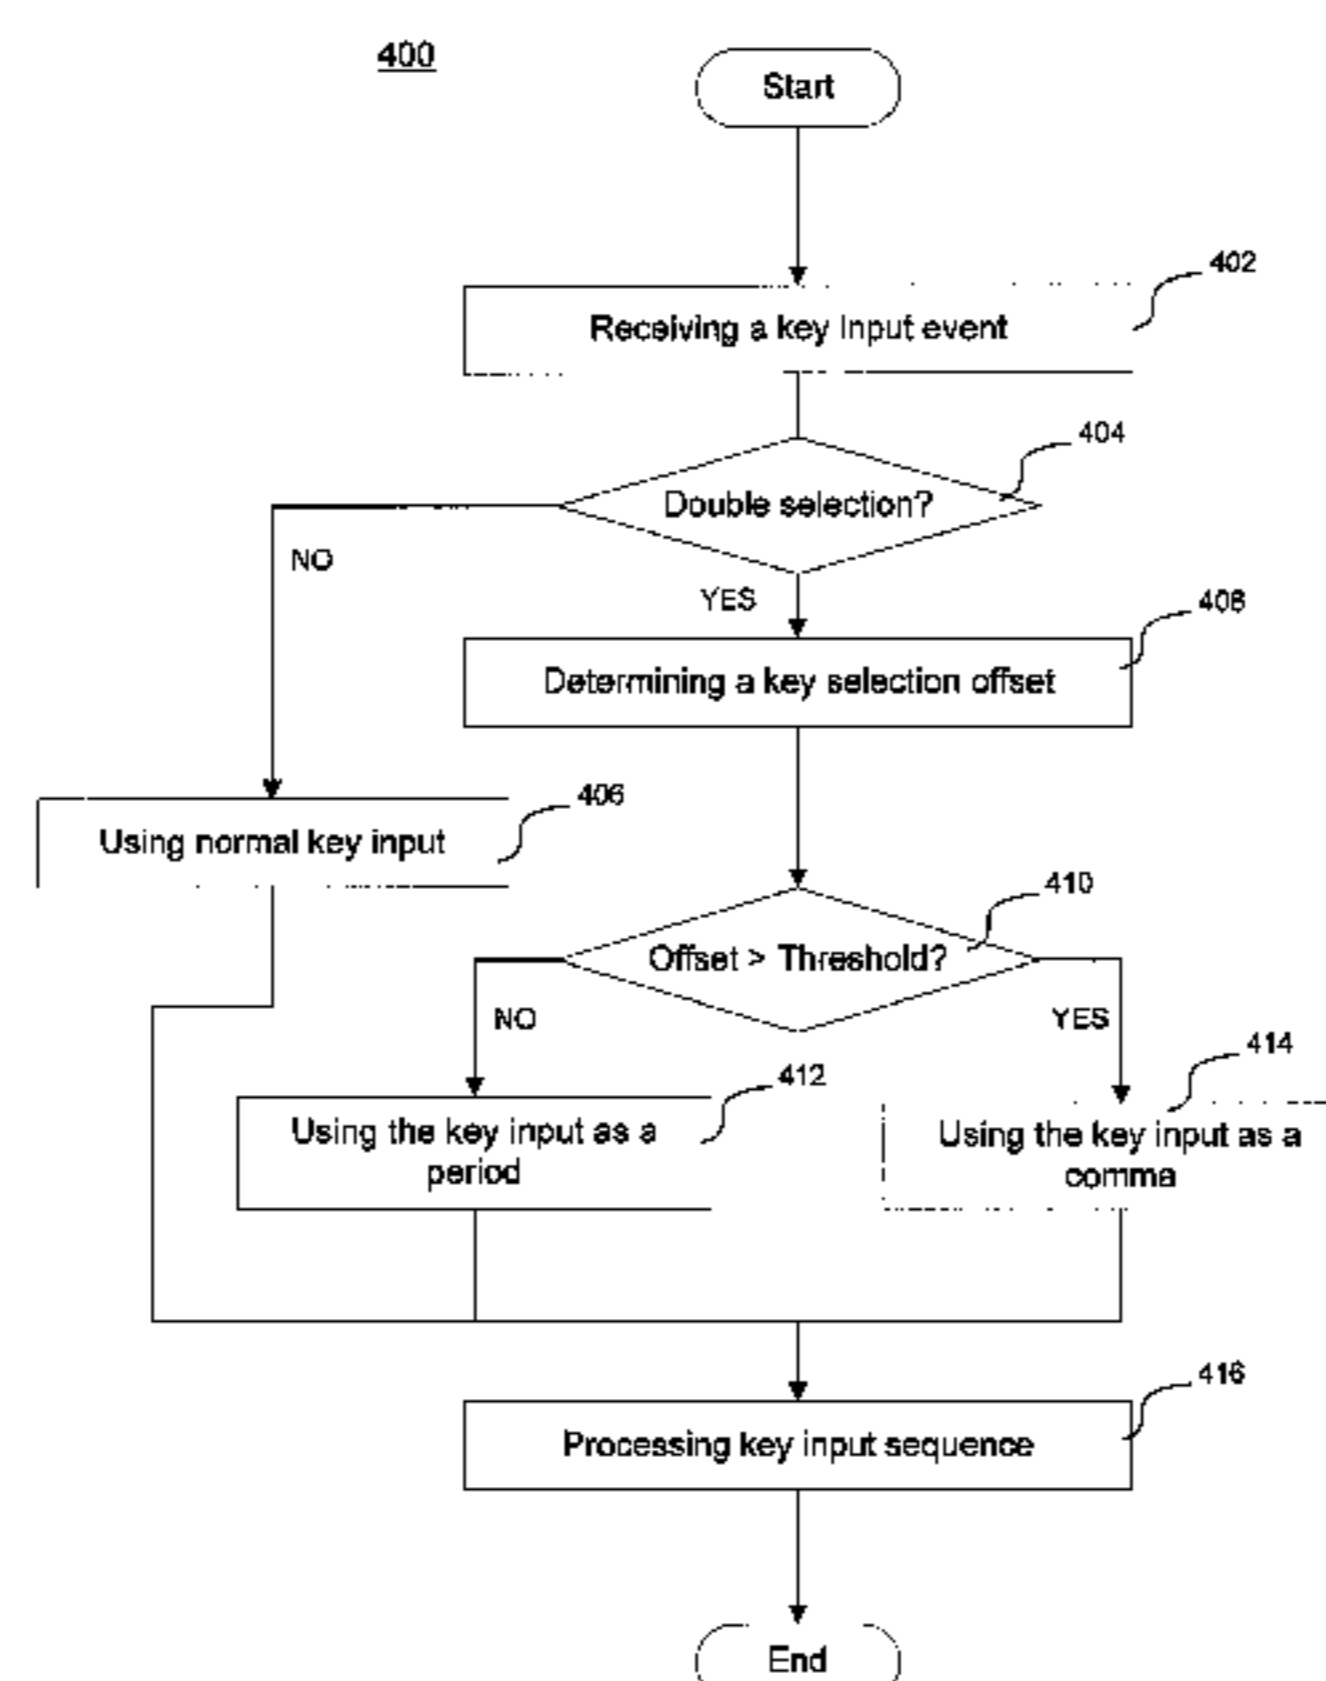 400
Start
402
Receiving a key input event
404
Double selection?
NO
YES
408
Determining a key selection offset
406
Using normal key input
410
Offset > Threshold?
NO
YES
412
Using the key input as a
period
414
Using the key input as a
comma
416
Processing key input sequence
End